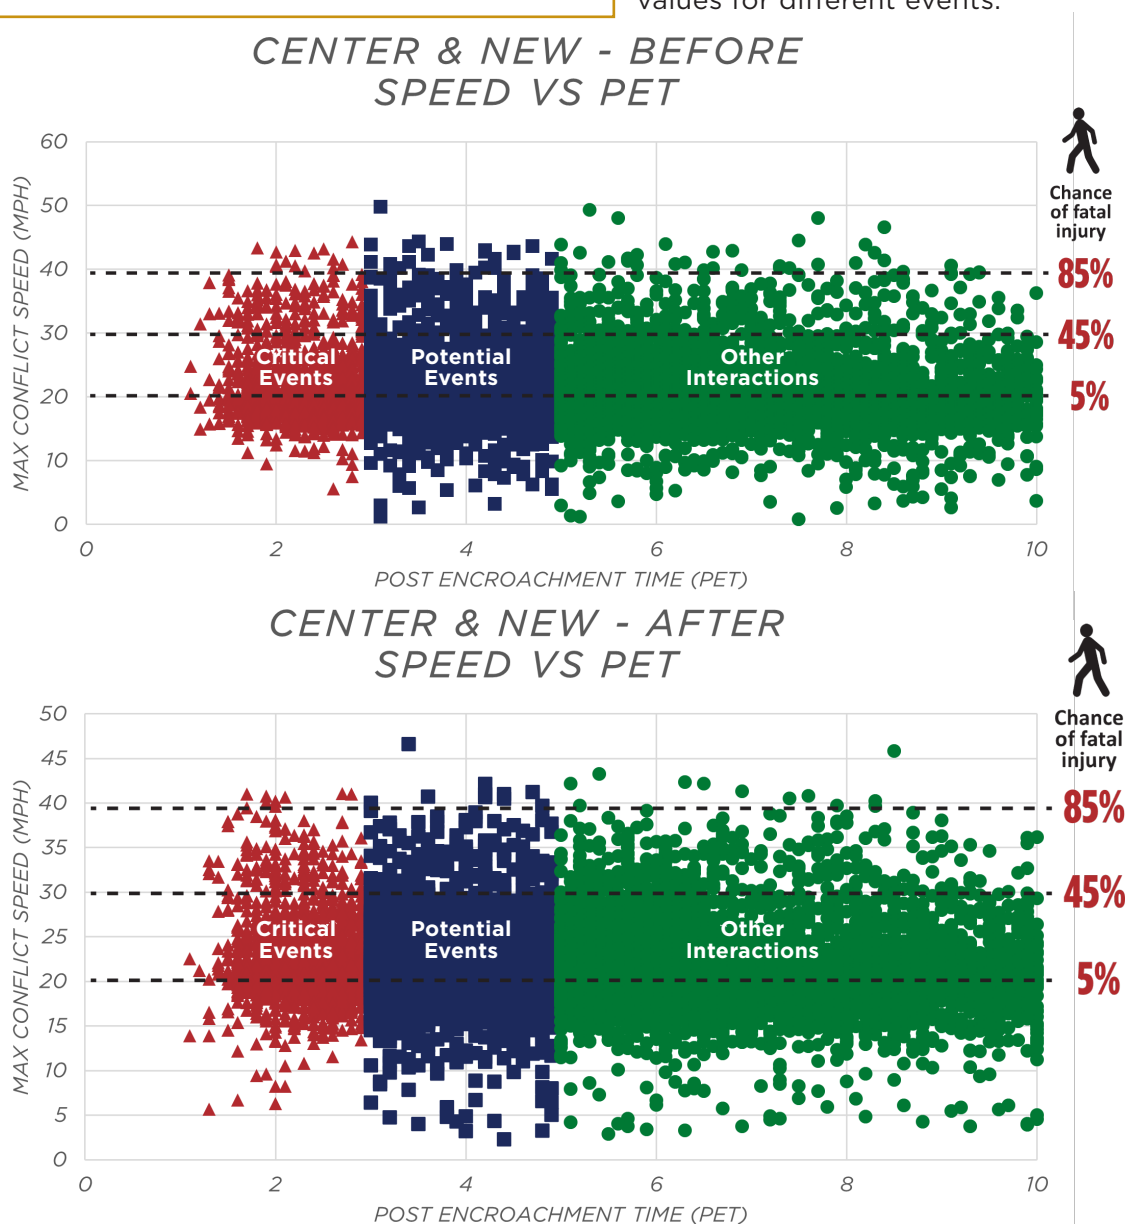 values for different events.
CENTER & NEW - BEFORE
SPEED VS PET
60
50
40
30
20
10
0
MAX CONFLICT SPEED (MPH)
Critical
Events
Potential
Events
Other
Interactions
Chance
of fatal
injury
85%
45%
5%
0
2
4
6
8
10
POST ENCROACHMENT TIME (PET)
CENTER & NEW - AFTER
SPEED VS PET
50
45
40
35
30
25
20
15
10
5
0
MAX CONFLICT SPEED (MPH)
Critical
Events
Potential
Events
Other
Interactions
Chance
of fatal
injury
85%
45%
5%
0
2
4
6
8
10
POST ENCROACHMENT TIME (PET)